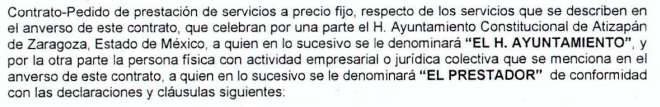 Contrato-Pedido de prestación de servicios a precio fijo, respecto de los servicios que se describen en
el anverso de este contrato, que celebran por una parte el H. Ayuntamiento Constitucional de Atizapán
de Zaragoza, Estado de México, a quien en lo sucesivo se le denominará "EL H. AYUNTAMIENTO", y
por la otra parte la persona física con actividad empresarial o jurídica colectiva que se menciona en el
anverso de este contrato, a quien en lo sucesivo se le denominará "EL PRESTADOR" de conformidad
con las declaraciones y cláusulas siguientes: